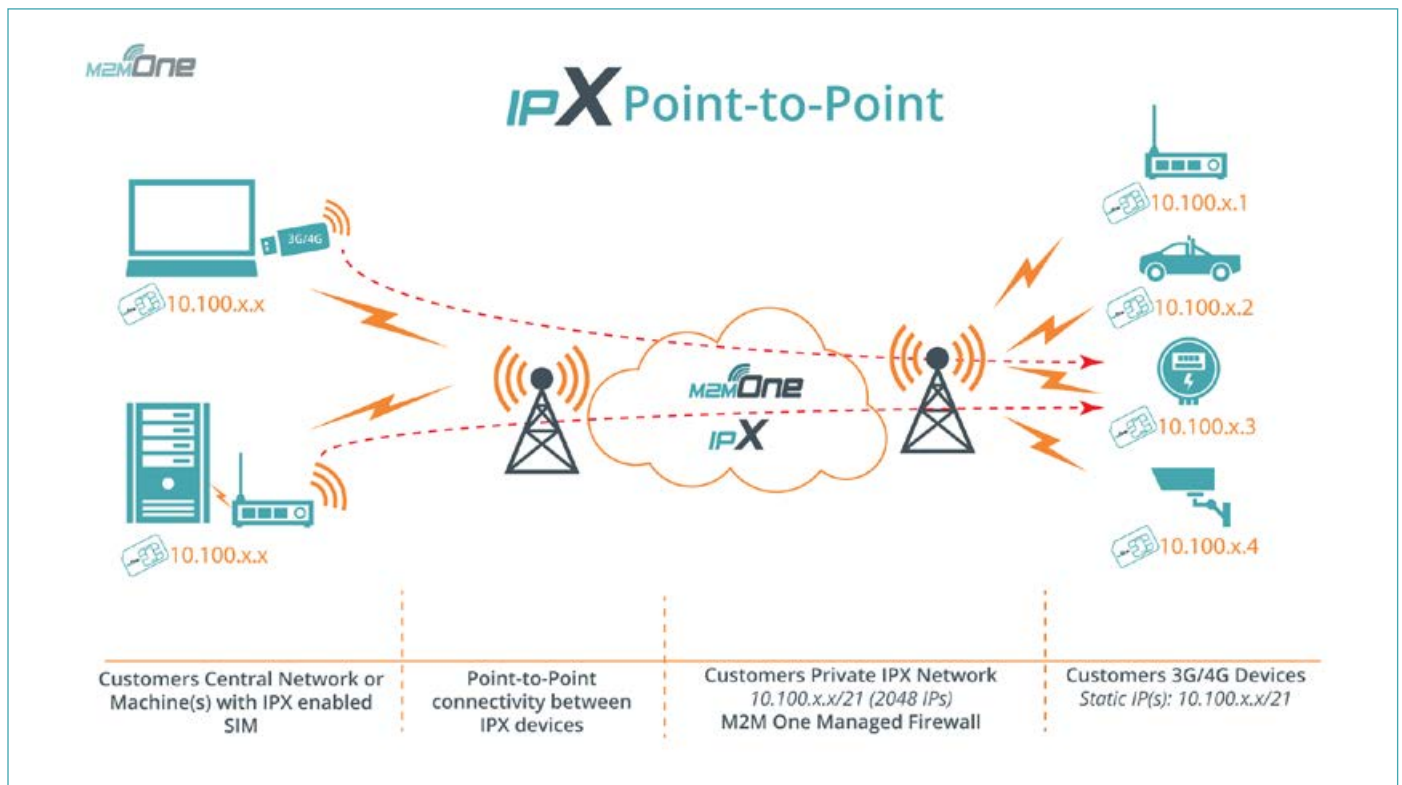 M2MOne
IPX Point-to-Point
3G/4G
10.100.x.x
10.100.x.x
M2MOne
IPX
10.100.x.1
10.100.x.2
10.100.x.3
10.100.x.4
Customers Central Network or
Machine(s) with IPX enabled
SIM
Point-to-Point
connectivity between
IPX devices
Customers Private IPX Network
10.100.x.x/21 (2048 IPs)
M2M One Managed Firewall
Customers 3G/4G Devices
Static IP(s): 10.100.x.x/21